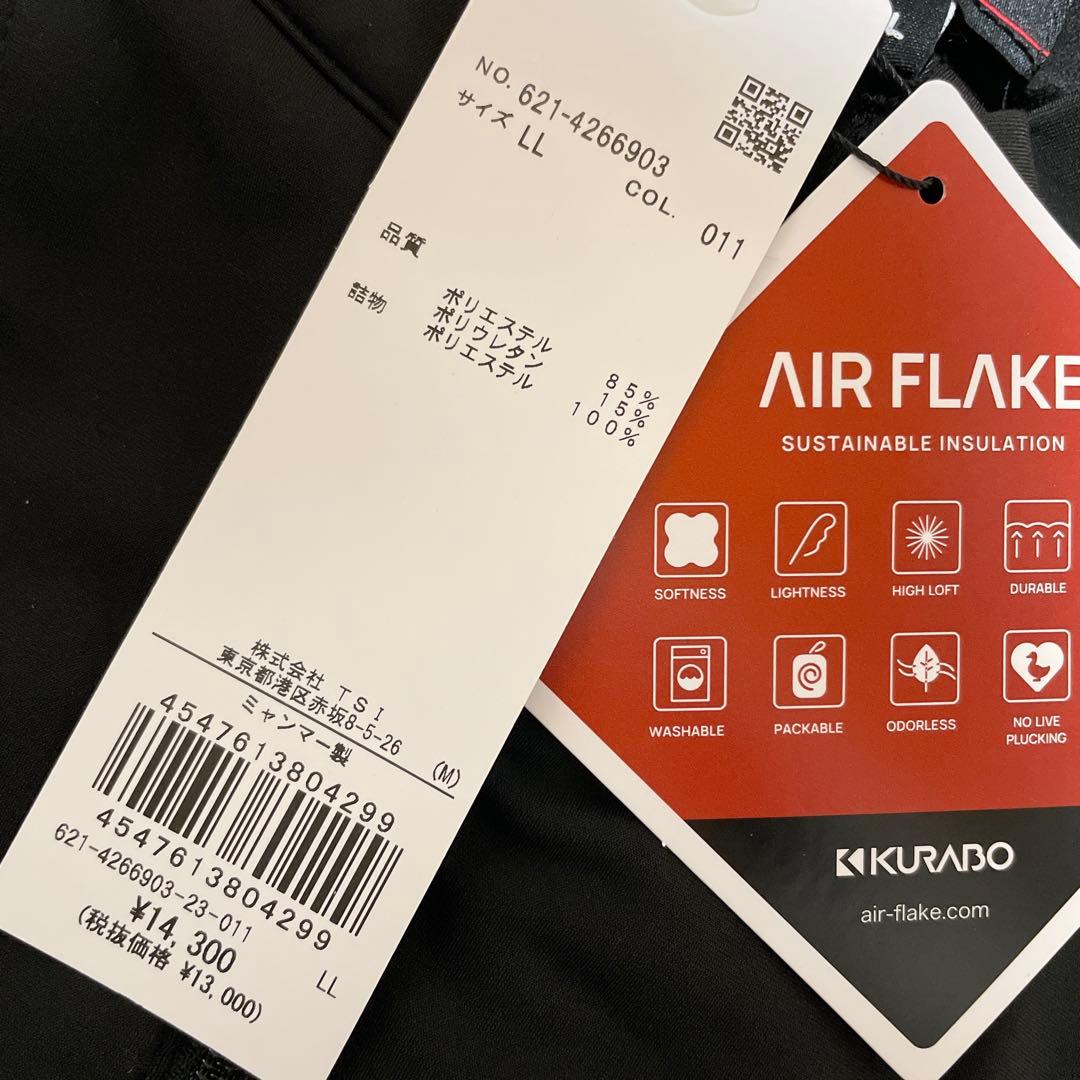 NO. 621-4266903
サイズ LL
COL. 011
品質
ポリエステル 85%
ポリウレタン 15%
詰物 ポリエステル 100%
株式会社 TSI
東京都港区赤坂8-5-26
ミャンマー製 (M)
4547613804299
4547613804299
621-4266903-23-011
¥14,300 LL
(税抜価格 ¥13,000)
AIR FLAKE
SUSTAINABLE INSULATION
SOFTNESS LIGHTNESS HIGH LOFT DURABLE
WASHABLE PACKABLE ODORLESS NO LIVE
PLUCKING
KURABO
air-flake.com